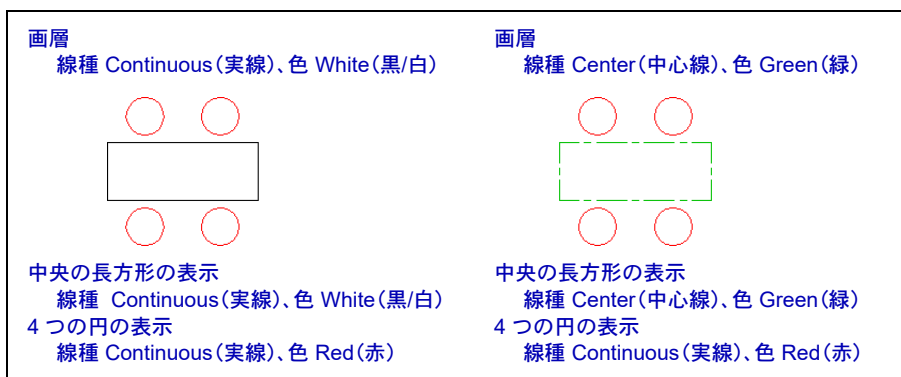 画層
線種 Continuous（実線）、色 White（黒/白）
中央の長方形の表示
線種 Continuous（実線）、色 White（黒/白）
4 つの円の表示
線種 Continuous（実線）、色 Red（赤）
画層
線種 Center（中心線）、色 Green（緑）
中央の長方形の表示
線種 Center（中心線）、色 Green（緑）
4 つの円の表示
線種 Continuous（実線）、色 Red（赤）